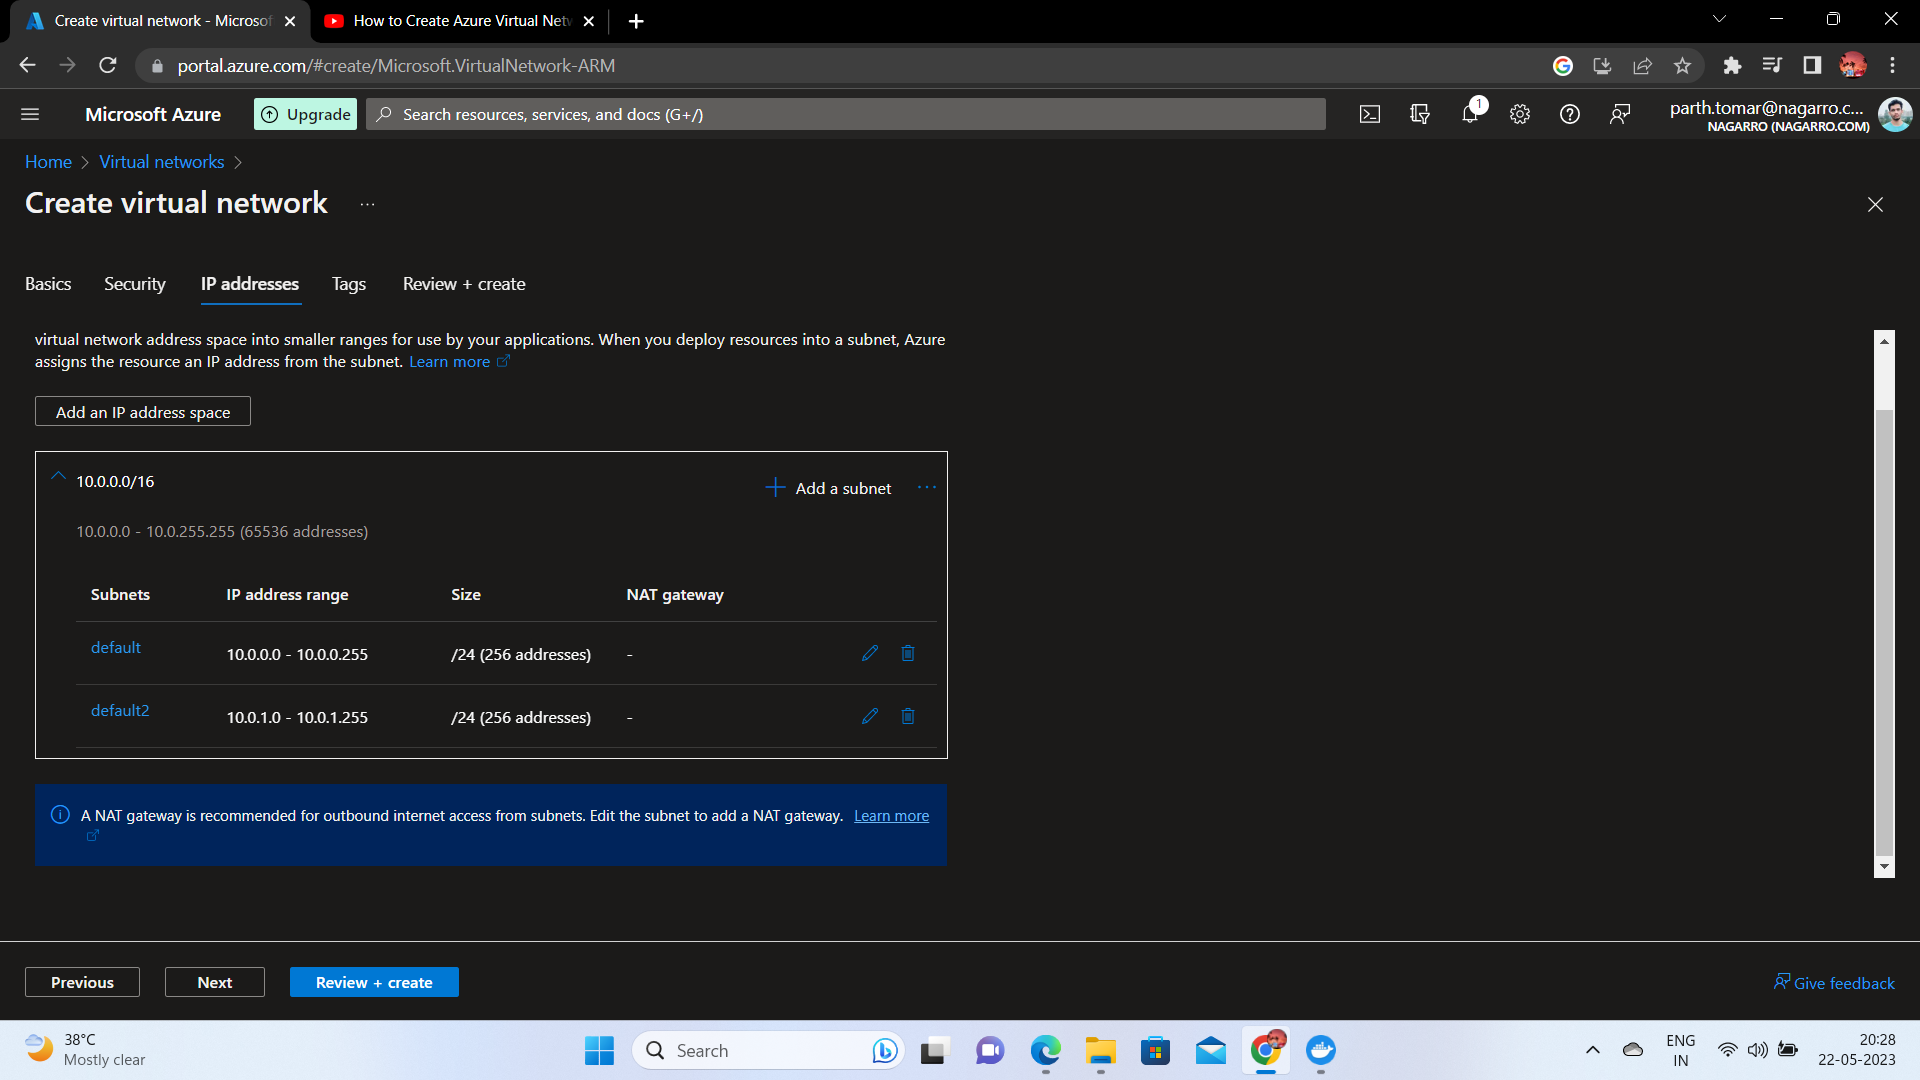 Create virtual network - Microsof
How to Create Azure Virtual Netw
portal.azure.com/#create/Microsoft.VirtualNetwork-ARM
Microsoft Azure
Upgrade
Search resources, services, and docs (G+/)
1
parth.tomar@nagarro.c...
NAGARRO (NAGARRO.COM)
Home > Virtual networks >
Create virtual network ...
Basics
Security
IP addresses
Tags
Review + create
virtual network address space into smaller ranges for use by your applications. When you deploy resources into a subnet, Azure
assigns the resource an IP address from the subnet. Learn more
Add an IP address space
10.0.0.0/16
Add a subnet
...
10.0.0.0 - 10.0.255.255 (65536 addresses)
Subnets IP address range Size NAT gateway
default 10.0.0.0 - 10.0.0.255 /24 (256 addresses) -
default2 10.0.1.0 - 10.0.1.255 /24 (256 addresses) -
A NAT gateway is recommended for outbound internet access from subnets. Edit the subnet to add a NAT gateway. Learn more
Previous
Next
Review + create
Give feedback
38°C
Mostly clear
Search
ENG
IN
20:28
22-05-2023